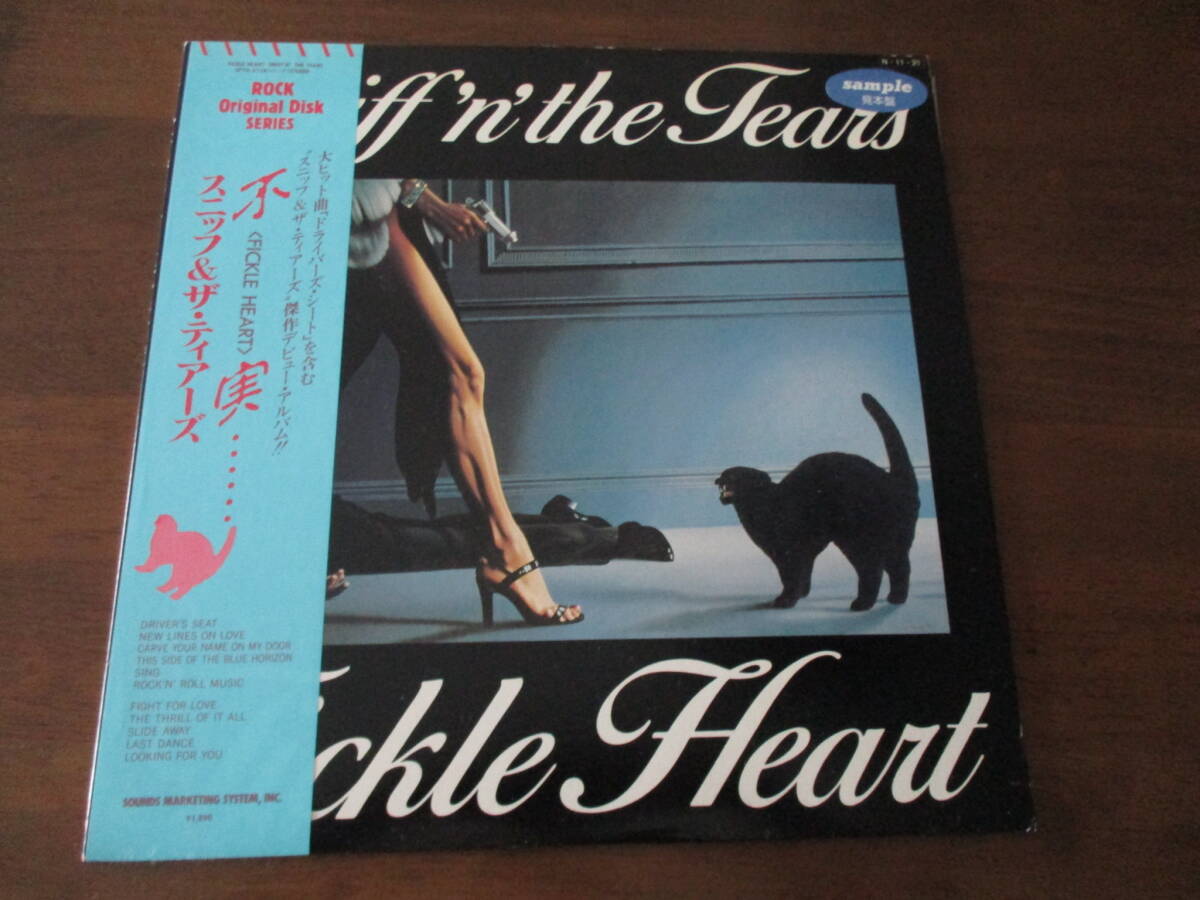 ROCK
Original Disk
SERIES
大ヒット曲「ドライバーズ・シート」を含む
〝スニッフ&ザ・ティアーズ〟傑作デビュー・アルバム!!
不実……
〈FICKLE HEART〉
スニッフ&ザ・ティアーズ
DRIVER'S SEAT
NEW LINES ON LOVE
CARVE YOUR NAME ON MY DOOR
THIS SIDE OF THE BLUE HORIZON
SING
ROCK'N' ROLL MUSIC
FIGHT FOR LOVE
THE THRILL OF IT ALL
SLIDE AWAY
LAST DANCE
LOOKING FOR YOU
SOUNDS MARKETING SYSTEM, INC.
¥1,890
iff 'n' the Tears
sample
見本盤
ickle Heart